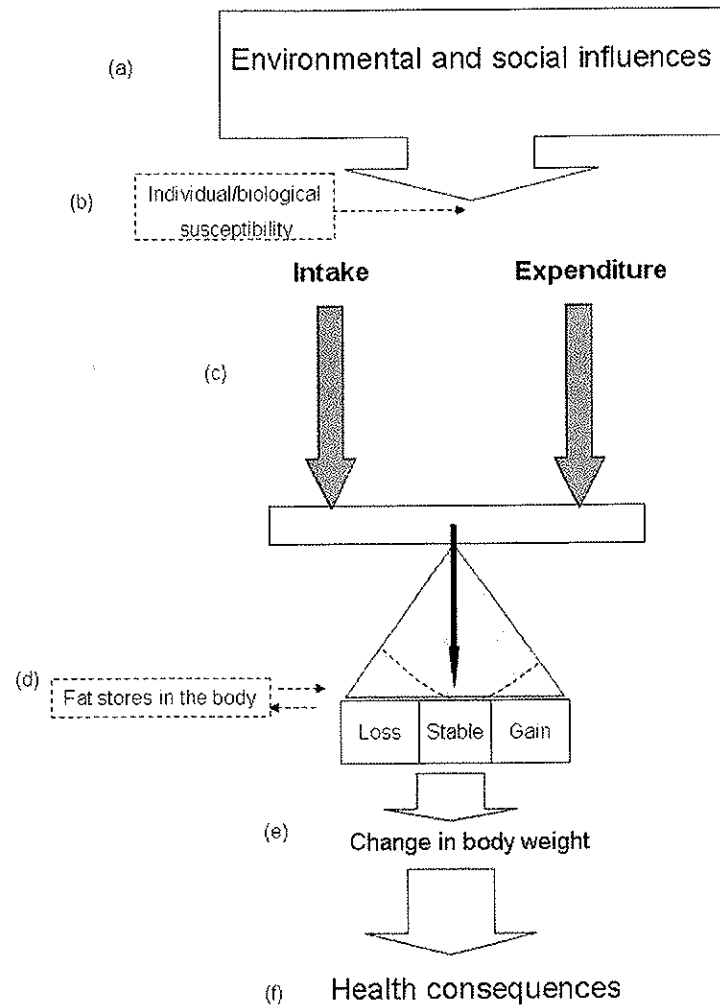 (a)
Environmental and social influences
(b)
Individual/biological
susceptibility
Intake
Expenditure
(c)
(d)
Fat stores in the body
Loss
Stable
Gain
(e)
Change in body weight
(f)
Health consequences